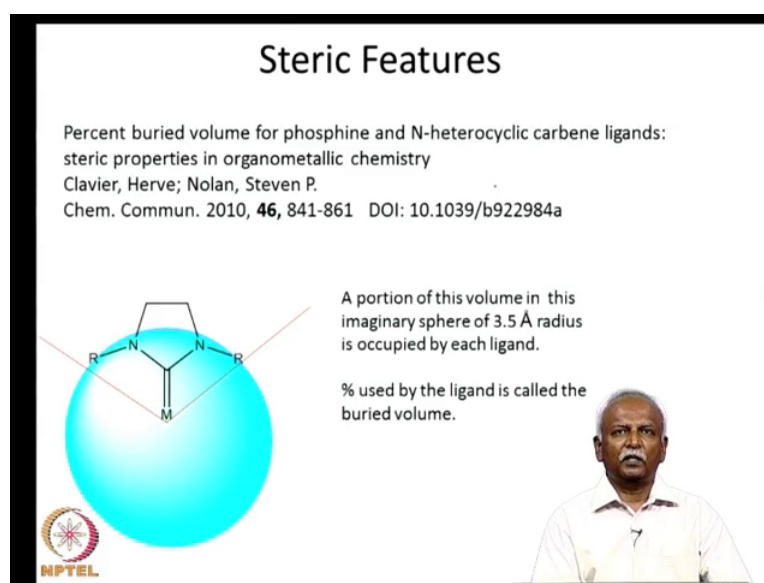 Steric Features
Percent buried volume for phosphine and N-heterocyclic carbene ligands:
steric properties in organometallic chemistry
Clavier, Herve; Nolan, Steven P.
Chem. Commun. 2010, 46, 841-861 DOI: 10.1039/b922984a
A portion of this volume in this
imaginary sphere of 3.5 Å radius
is occupied by each ligand.
% used by the ligand is called the
buried volume.
N N
R R
M
NPTEL